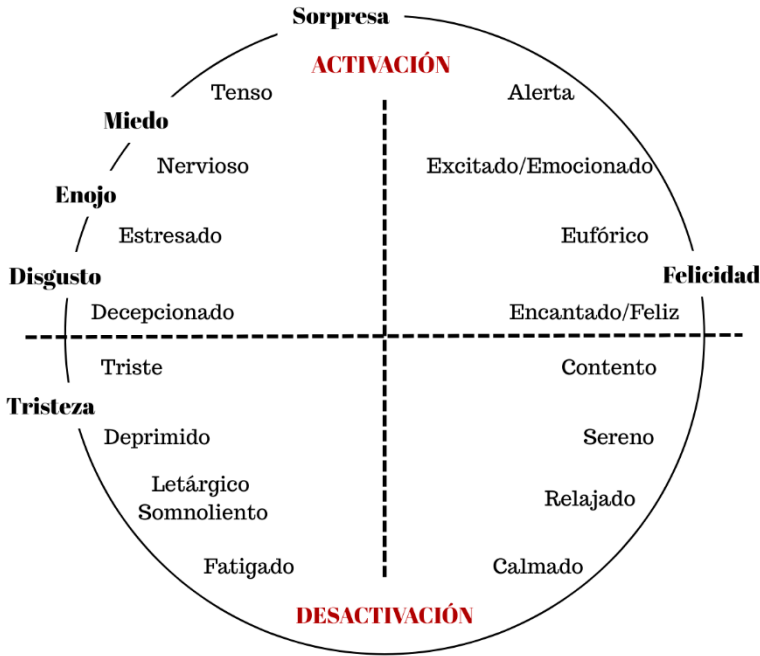 Sorpresa
ACTIVACIÓN
Tenso
Alerta
Miedo
Nervioso
Excitado/Emocionado
Enojo
Estresado
Eufórico
Disgusto
Felicidad
Decepcionado
Encantado/Feliz
Triste
Contento
Tristeza
Deprimido
Sereno
Letárgico
Somnoliento
Relajado
Fatigado
Calmado
DESACTIVACIÓN